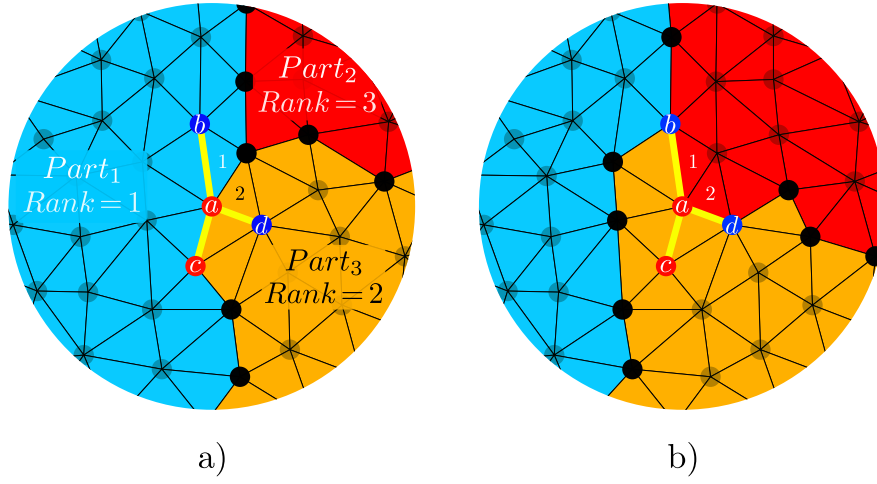 Part₂
Rank = 3
b
b
1
1
Part₁
Rank = 1
2
2
a
a
d
d
c
c
Part₃
Rank = 2
a)
b)